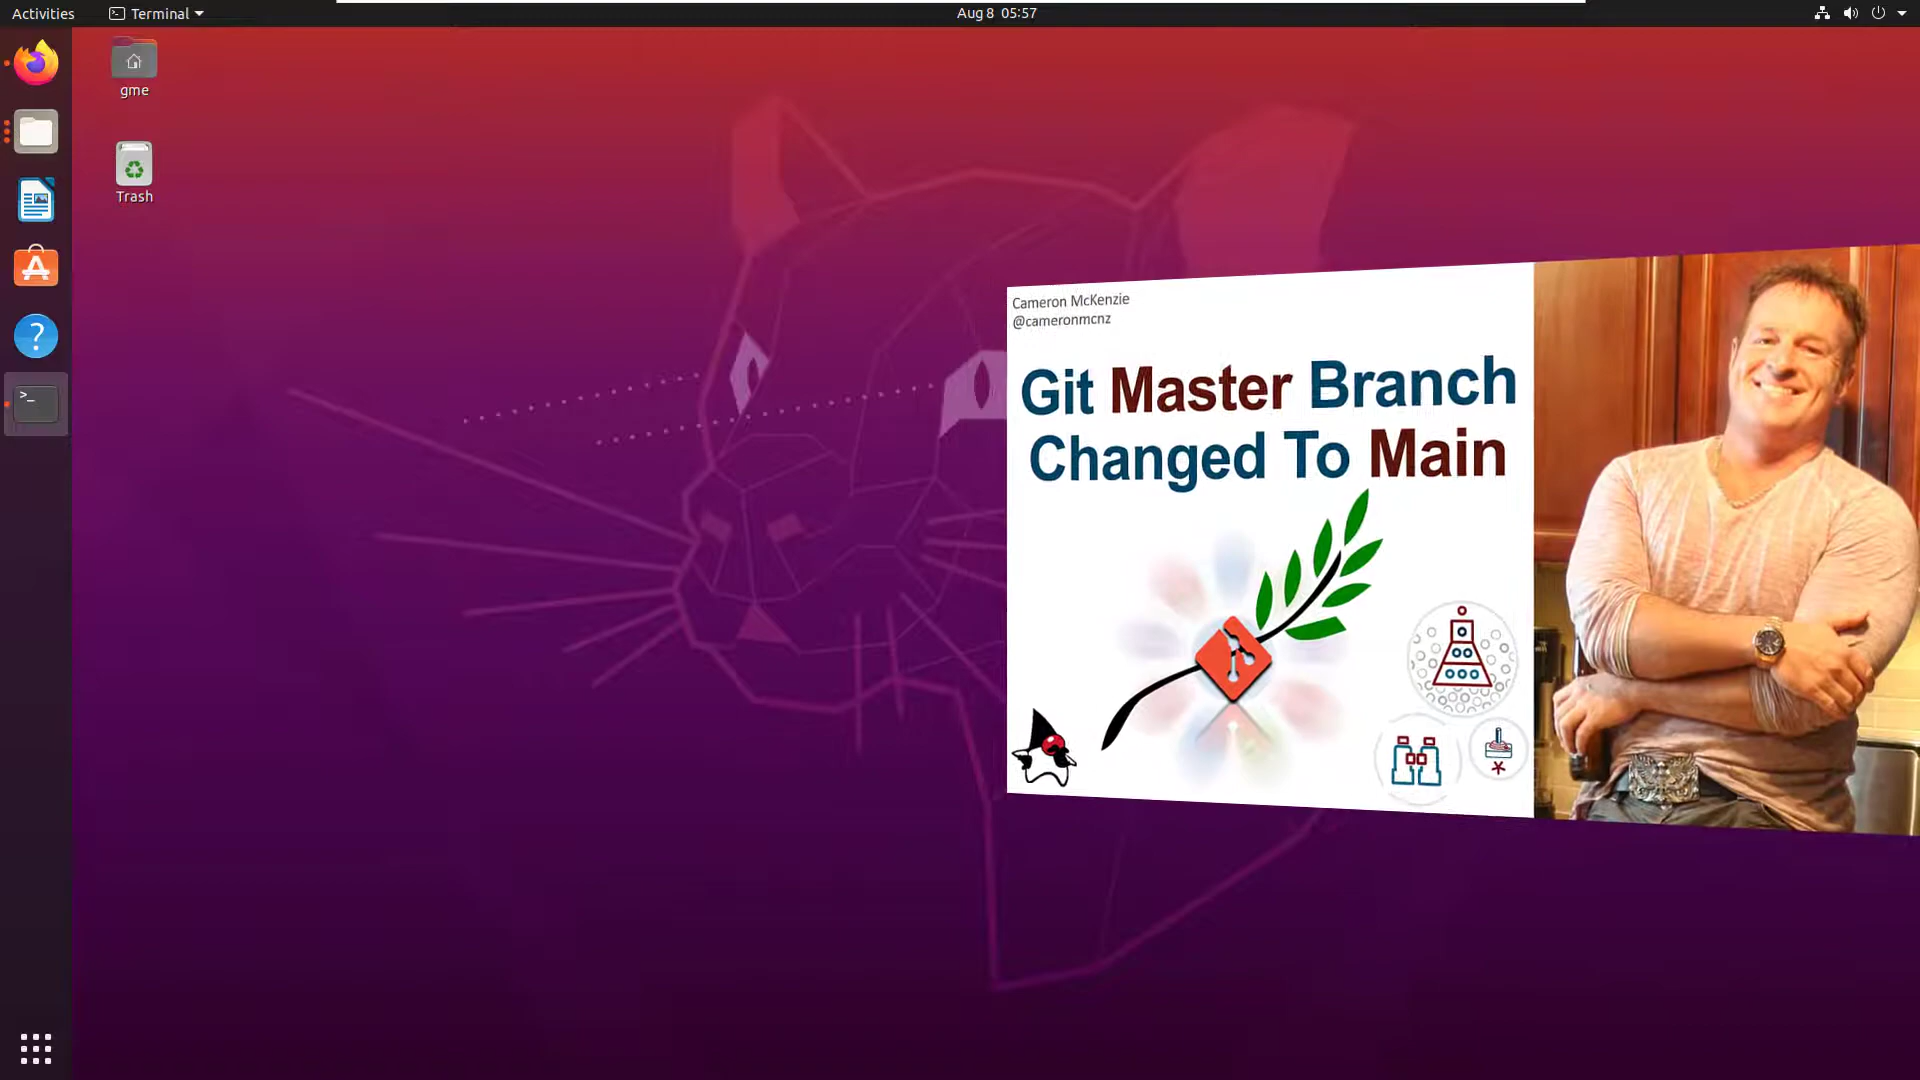 Activities
Terminal
Aug 8 05:57
gme
Trash
Cameron McKenzie
@cameronmcnz
Git Master Branch
Changed To Main